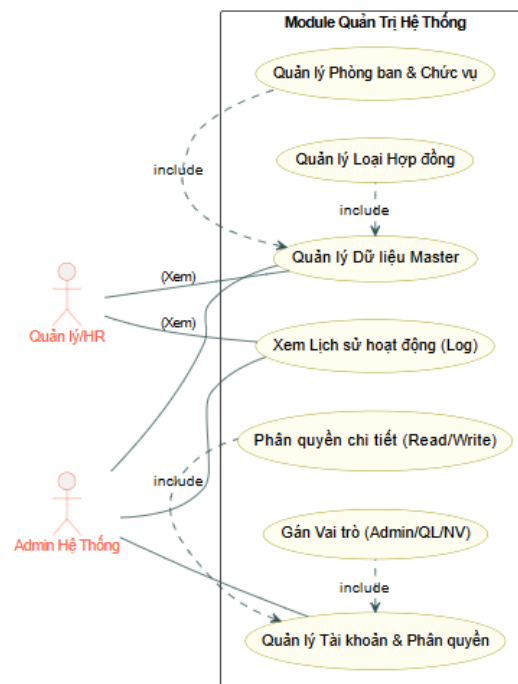 Module Quản Trị Hệ Thống
Quản lý Phòng ban & Chức vụ
Quản lý Loại Hợp đồng
include
include
Quản lý Dữ liệu Master
(Xem)
Quản lý/HR
(Xem)
Xem Lịch sử hoạt động (Log)
Phân quyền chi tiết (Read/Write)
include
Admin Hệ Thống
Gán Vai trò (Admin/QL/NV)
include
Quản lý Tài khoản & Phân quyền